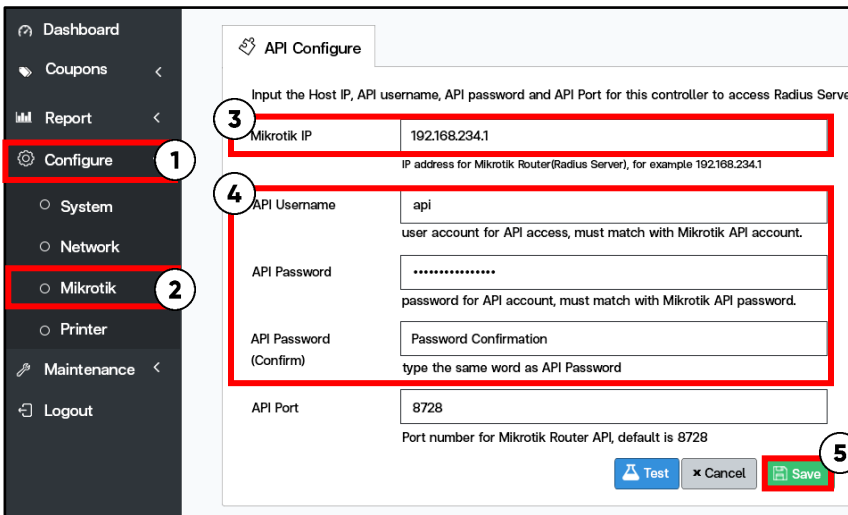 Dashboard
Coupons
Report
Configure
1
System
Network
Mikrotik
2
Printer
Maintenance
Logout
API Configure
Input the Host IP, API username, API password and API Port for this controller to access Radius Serve
3
Mikrotik IP
192.168.234.1
IP address for Mikrotik Router(Radius Server), for example 192.168.234.1
4
API Username
api
user account for API access, must match with Mikrotik API account.
API Password
••••••••••••••••
password for API account, must match with Mikrotik API password.
API Password
(Confirm)
Password Confirmation
type the same word as API Password
API Port
8728
Port number for Mikrotik Router API, default is 8728
5
Test
× Cancel
Save